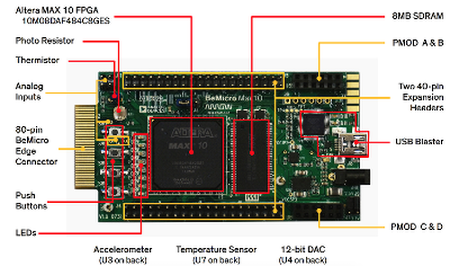 Altera MAX 10 FPGA
10M08DAF484C8GES
8MB SDRAM
Photo Resistor
PMOD A & B
Thermistor
Analog
Inputs
Two 40-pin
Expansion
Headers
BeMicro Max 10
ARROW
80-pin
BeMicro
Edge
Connector
ALTERA
MAX 10
USB Blaster
Push
Buttons
LEDs
PMOD C & D
Accelerometer
(U3 on back)
Temperature Sensor
(U7 on back)
12-bit DAC
(U4 on back)